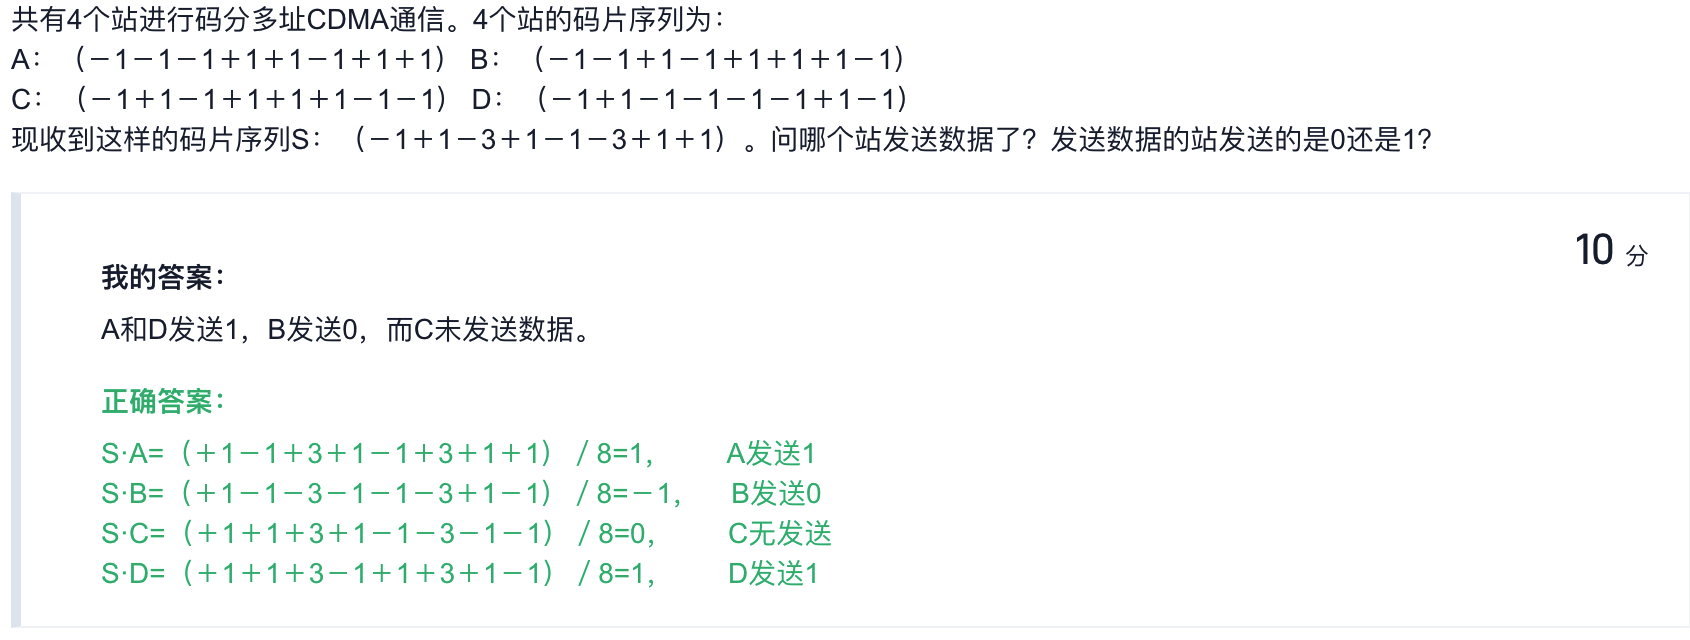 共有4个站进行码分多址CDMA通信。4个站的码片序列为：
A：（－1－1－1＋1＋1－1＋1＋1） B：（－1－1＋1－1＋1＋1＋1－1）
C：（－1＋1－1＋1＋1＋1－1－1） D：（－1＋1－1－1－1－1＋1－1）
现收到这样的码片序列S：（－1＋1－3＋1－1－3＋1＋1）。问哪个站发送数据了？发送数据的站发送的是0还是1？
10 分
我的答案：
A和D发送1，B发送0，而C未发送数据。
正确答案：
S·A=（＋1－1＋3＋1－1＋3＋1＋1）／8=1， A发送1
S·B=（＋1－1－3－1－1－3＋1－1）／8=－1， B发送0
S·C=（＋1＋1＋3＋1－1－3－1－1）／8=0， C无发送
S·D=（＋1＋1＋3－1＋1＋3＋1－1）／8=1， D发送1